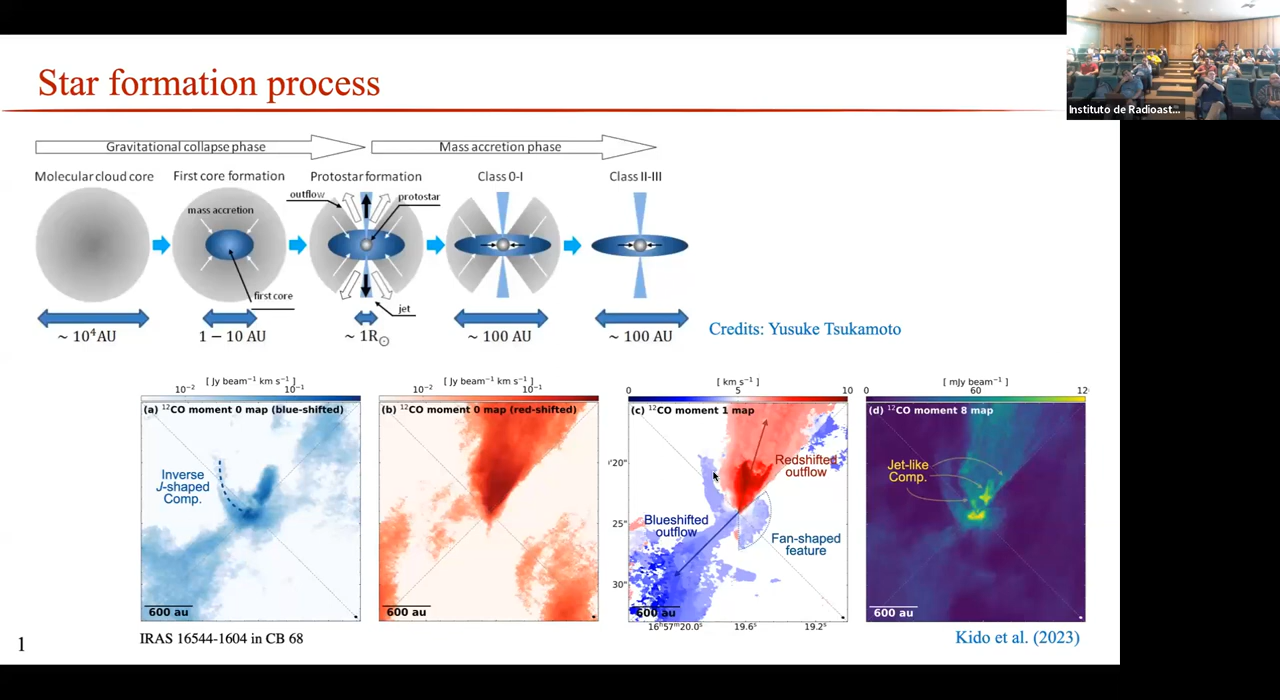 Star formation process
Instituto de Radioast...
Gravitational collapse phase
Mass accretion phase
Molecular cloud core
First core formation
Protostar formation
Class 0-I
Class II-III
outflow
protostar
mass accretion
first core
jet
~ 10⁴AU
1 − 10 AU
~ 1R☉
~ 100 AU
~ 100 AU
Credits: Yusuke Tsukamoto
[ Jy beam⁻¹ km s⁻¹ ]
10⁻² 10⁻¹
(a) ¹²CO moment 0 map (blue-shifted)
Inverse
J-shaped
Comp.
600 au
[ Jy beam⁻¹ km s⁻¹ ]
10⁻² 10⁻¹
(b) ¹²CO moment 0 map (red-shifted)
600 au
[ km s⁻¹ ]
0 5 10
(c) ¹²CO moment 1 map
Redshifted
outflow
Blueshifted
outflow
Fan-shaped
feature
20"
25"
30"
600 au
16ʰ57ᵐ20.0ˢ 19.6ˢ 19.2ˢ
[ mJy beam⁻¹ ]
0 60 12
(d) ¹²CO moment 8 map
Jet-like
Comp.
600 au
1
IRAS 16544-1604 in CB 68
Kido et al. (2023)